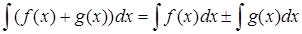 ∫(f(x)+g(x))dx = ∫f(x)dx ± ∫g(x)dx